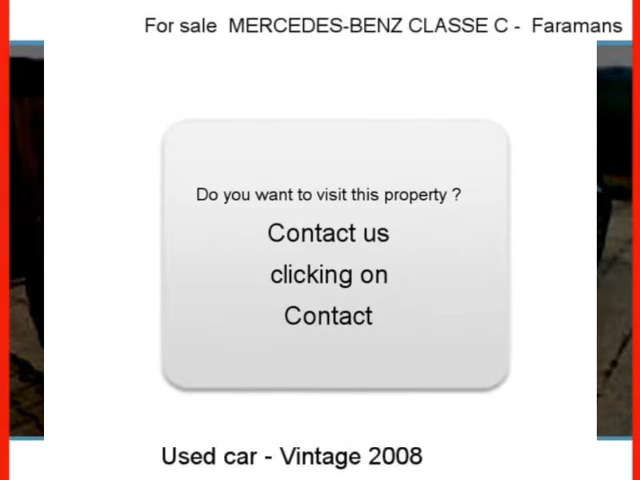 For sale MERCEDES-BENZ CLASSE C - Faramans
Do you want to visit this property ?
Contact us
clicking on
Contact
Used car - Vintage 2008